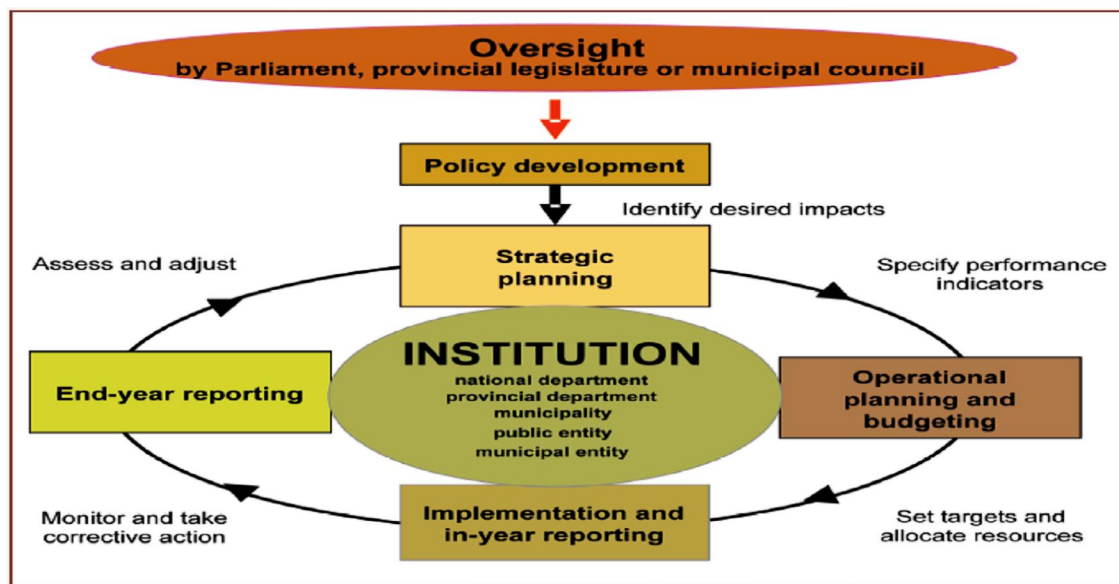 Oversight
by Parliament, provincial legislature or municipal council
Policy development
Identify desired impacts
Strategic
planning
Assess and adjust
Specify performance
indicators
INSTITUTION
national department
provincial department
municipality
public entity
municipal entity
End-year reporting
Operational
planning and
budgeting
Implementation and
in-year reporting
Monitor and take
corrective action
Set targets and
allocate resources